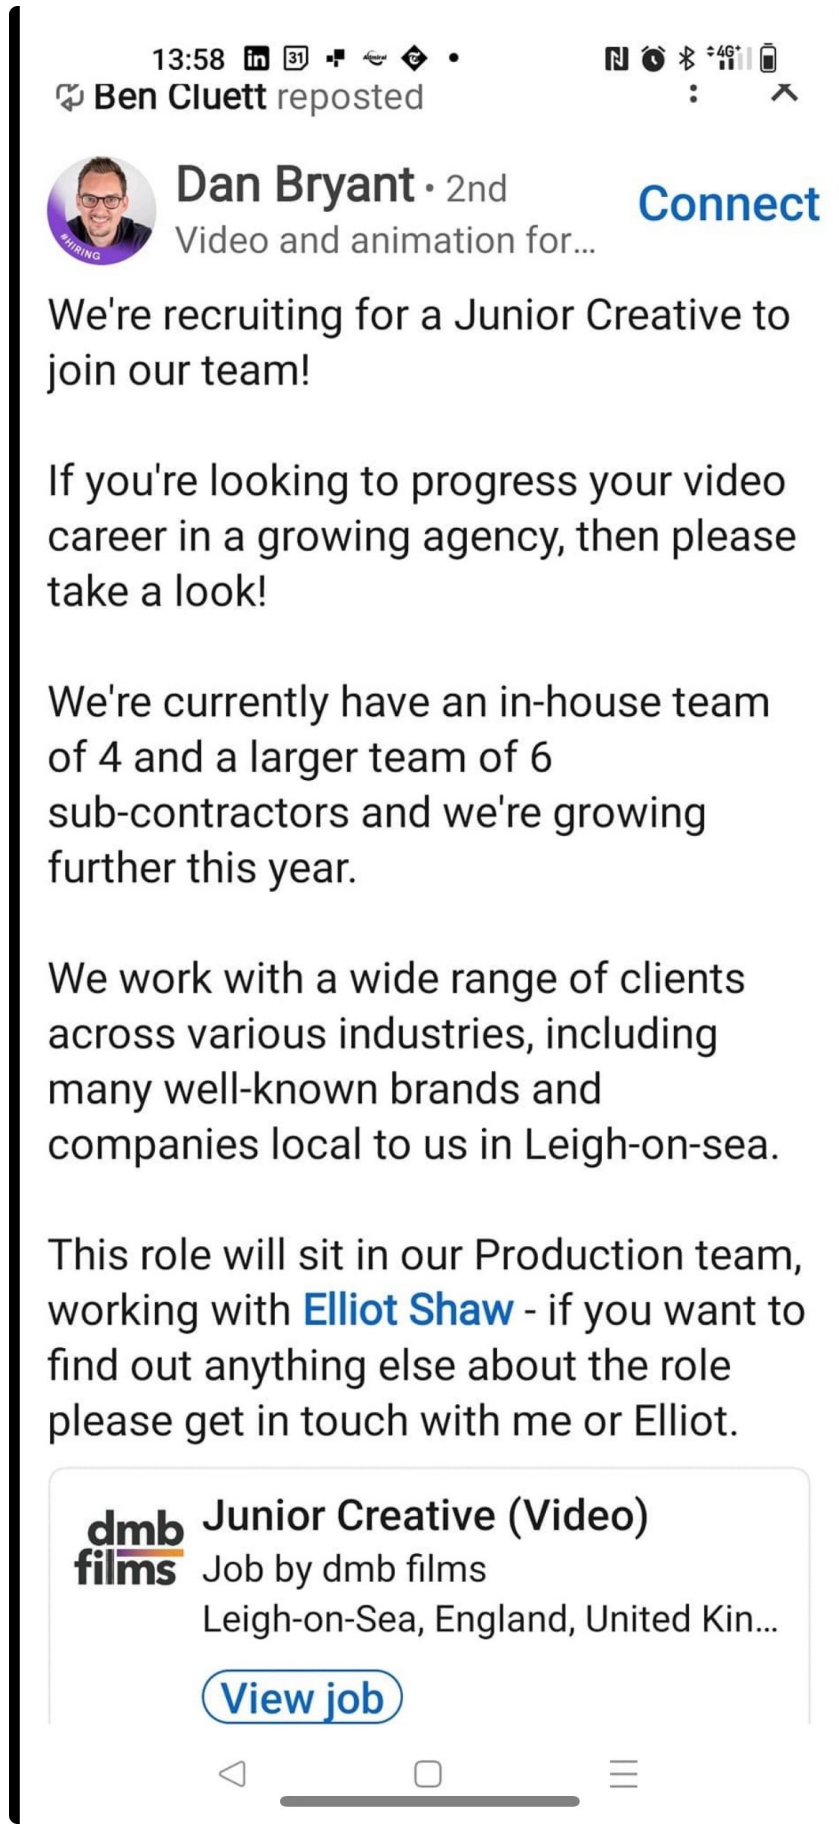 13:58 in 31
4G+
Ben Cluett reposted
Dan Bryant • 2nd
Connect
Video and animation for...
#HIRING
We're recruiting for a Junior Creative to
join our team!
If you're looking to progress your video
career in a growing agency, then please
take a look!
We're currently have an in-house team
of 4 and a larger team of 6
sub-contractors and we're growing
further this year.
We work with a wide range of clients
across various industries, including
many well-known brands and
companies local to us in Leigh-on-sea.
This role will sit in our Production team,
working with Elliot Shaw - if you want to
find out anything else about the role
please get in touch with me or Elliot.
dmb
films
Junior Creative (Video)
Job by dmb films
Leigh-on-Sea, England, United Kin...
View job